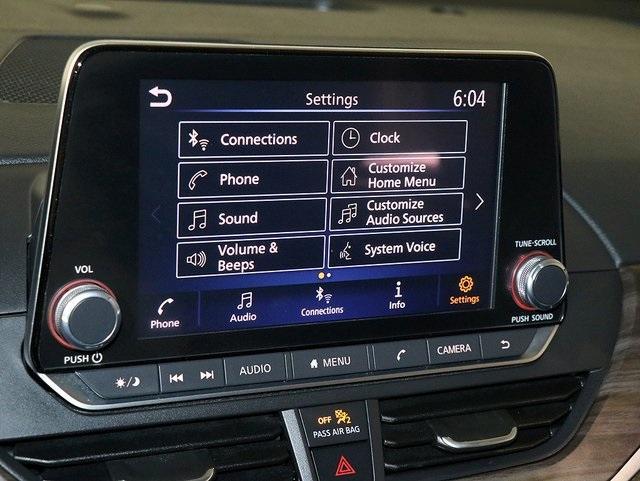 Settings
6:04
Connections
Clock
Phone
Customize
Home Menu
Sound
Customize
Audio Sources
Volume &
Beeps
System Voice
Phone
Audio
Connections
Info
Settings
VOL
PUSH
TUNE·SCROLL
PUSH SOUND
AUDIO
MENU
CAMERA
OFF
2
PASS AIR BAG